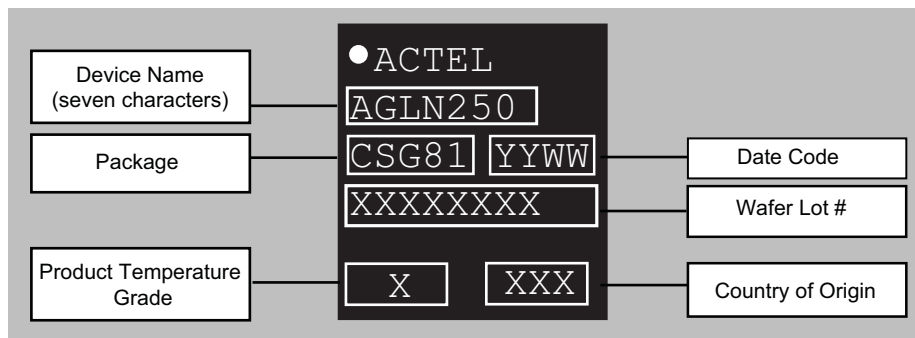 Device Name
(seven characters)
Package
Product Temperature
Grade
ACTEL
AGLN250
CSG81 YYWW
XXXXXXXX
X XXX
Date Code
Wafer Lot #
Country of Origin